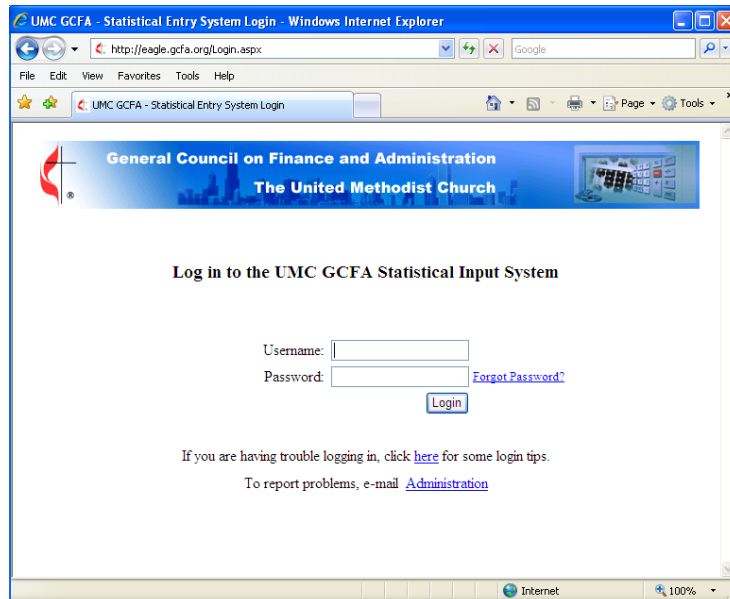 UMC GCFA - Statistical Entry System Login - Windows Internet Explorer
http://eagle.gcfa.org/Login.aspx
Google
File Edit View Favorites Tools Help
UMC GCFA - Statistical Entry System Login
Page Tools »
General Council on Finance and Administration
The United Methodist Church
®
Log in to the UMC GCFA Statistical Input System
Username:
Password: Forgot Password?
Login
If you are having trouble logging in, click here for some login tips.
To report problems, e-mail Administration
Internet 100%